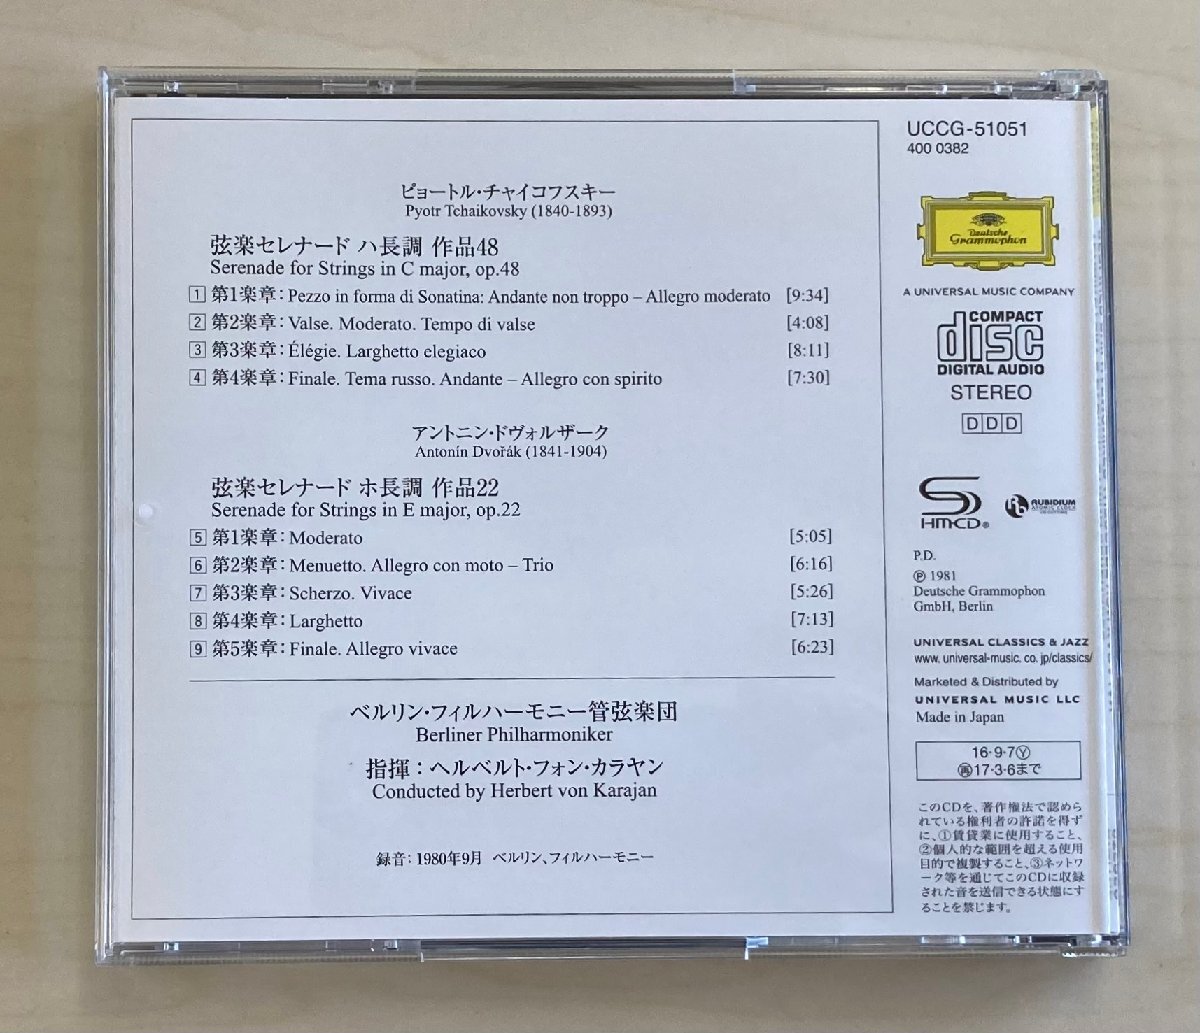 ピョートル・チャイコフスキー
Pyotr Tchaikovsky (1840-1893)
弦楽セレナード ハ長調 作品48
Serenade for Strings in C major, op.48
1 第1楽章: Pezzo in forma di Sonatina: Andante non troppo – Allegro moderato [9:34]
2 第2楽章: Valse. Moderato. Tempo di valse [4:08]
3 第3楽章: Élégie. Larghetto elegiaco [8:11]
4 第4楽章: Finale. Tema russo. Andante – Allegro con spirito [7:30]
アントニン・ドヴォルザーク
Antonín Dvořák (1841-1904)
弦楽セレナード ホ長調 作品22
Serenade for Strings in E major, op.22
5 第1楽章: Moderato [5:05]
6 第2楽章: Menuetto. Allegro con moto – Trio [6:16]
7 第3楽章: Scherzo. Vivace [5:26]
8 第4楽章: Larghetto [7:13]
9 第5楽章: Finale. Allegro vivace [6:23]
ベルリン・フィルハーモニー管弦楽団
Berliner Philharmoniker
指揮：ヘルベルト・フォン・カラヤン
Conducted by Herbert von Karajan
録音：1980年9月 ベルリン、フィルハーモニー
UCCG-51051
400 0382
Deutsche
Grammophon
A UNIVERSAL MUSIC COMPANY
COMPACT
disc
DIGITAL AUDIO
STEREO
DDD
SHM-CD®
Rb RUBIDIUM
ATOMIC CLOCK
P.D.
℗ 1981
Deutsche Grammophon
GmbH, Berlin
UNIVERSAL CLASSICS & JAZZ
www. universal-music. co. jp/classics/
Marketed & Distributed by
UNIVERSAL MUSIC LLC
Made in Japan
16・9・7Ⓨ
㊢17・3・6まで
このCDを、著作権法で認めら
れている権利者の許諾を得ず
に、①賃貸業に使用すること、
②個人的な範囲を超える使用
目的で複製すること、③ネットワ
ーク等を通じてこのCDに収録
された音を送信できる状態にす
ることを禁じます。